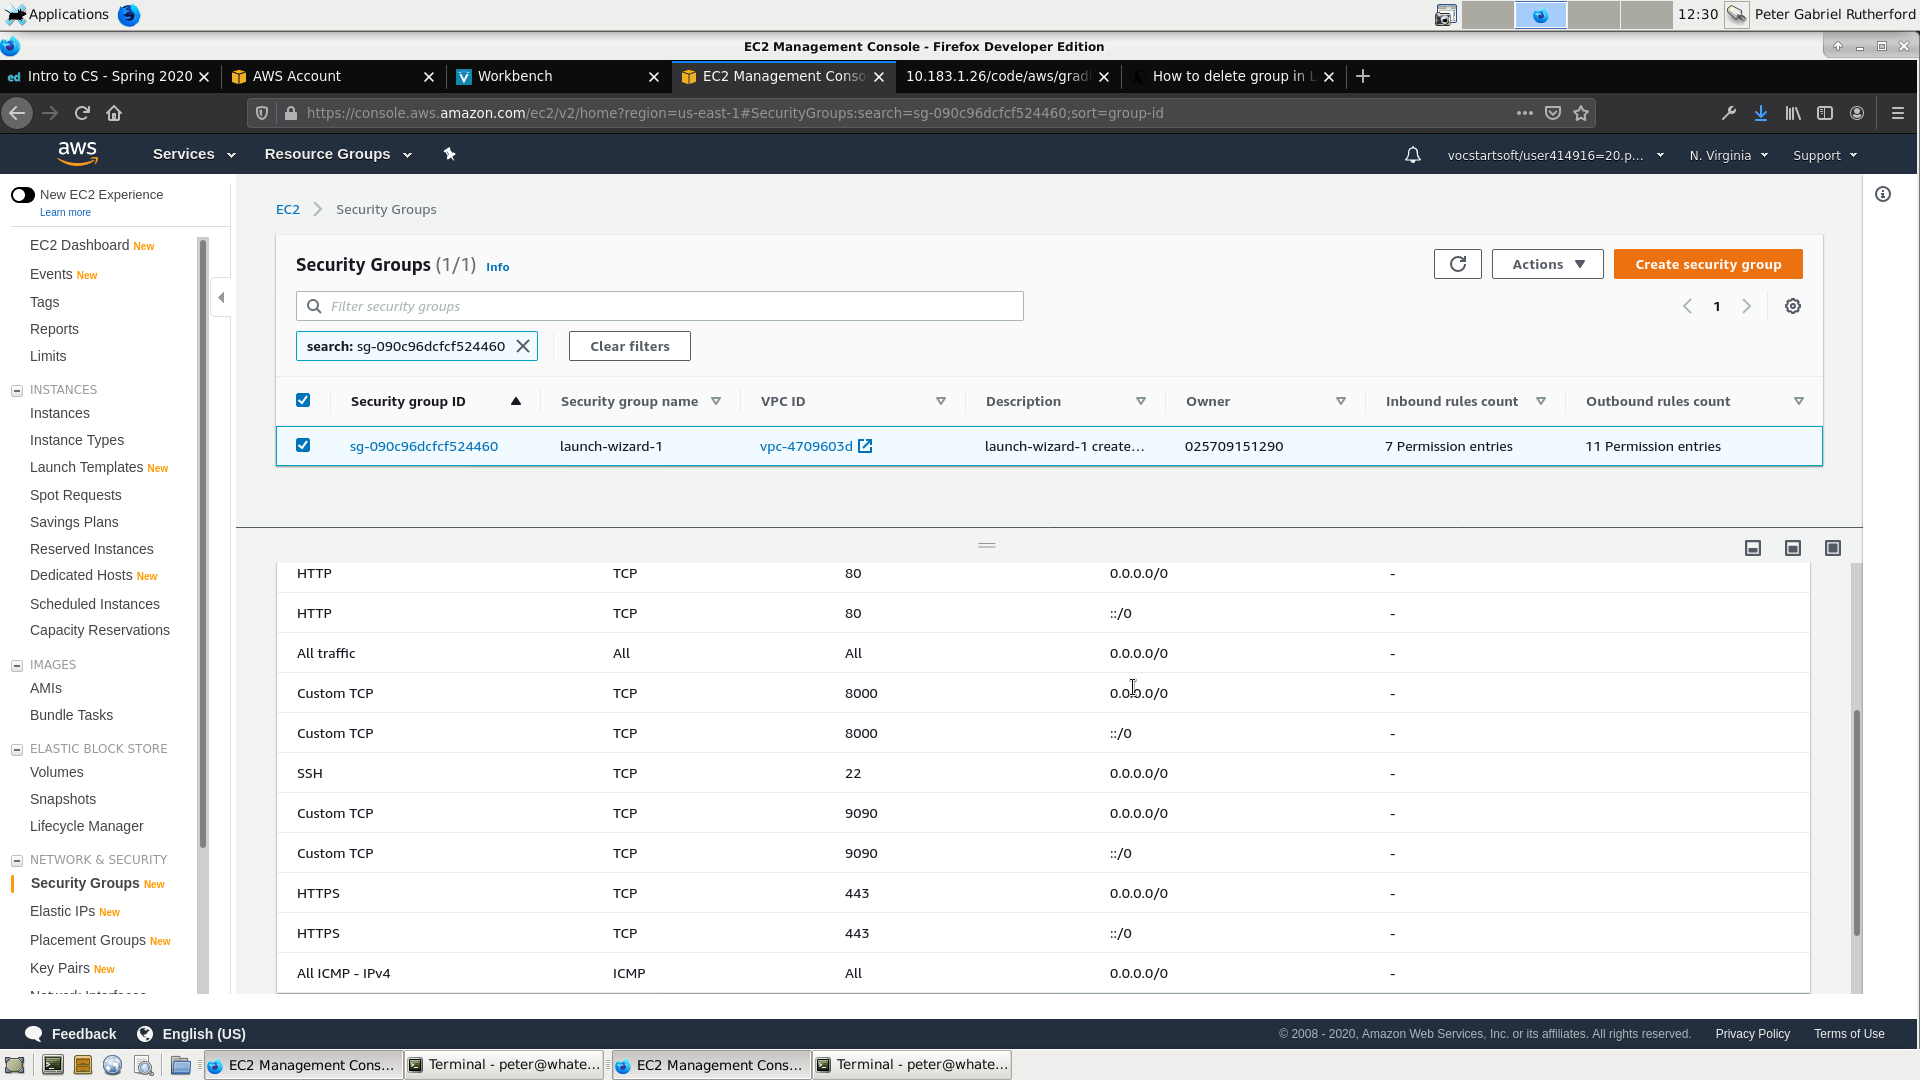 Applications
12:30
Peter Gabriel Rutherford
EC2 Management Console - Firefox Developer Edition
ed Intro to CS - Spring 2020
AWS Account
Workbench
EC2 Management Conso
10.183.1.26/code/aws/grad
How to delete group in L
https://console.aws.amazon.com/ec2/v2/home?region=us-east-1#SecurityGroups:search=sg-090c96dcfcf524460;sort=group-id
aws
Services
Resource Groups
vocstartsoft/user414916=20.p...
N. Virginia
Support
New EC2 Experience
Learn more
EC2 Dashboard New
Events New
Tags
Reports
Limits
INSTANCES
Instances
Instance Types
Launch Templates New
Spot Requests
Savings Plans
Reserved Instances
Dedicated Hosts New
Scheduled Instances
Capacity Reservations
IMAGES
AMIs
Bundle Tasks
ELASTIC BLOCK STORE
Volumes
Snapshots
Lifecycle Manager
NETWORK & SECURITY
Security Groups New
Elastic IPs New
Placement Groups New
Key Pairs New
EC2 Security Groups
Security Groups (1/1) Info
Actions
Create security group
Filter security groups
1
search: sg-090c96dcfcf524460
Clear filters
Security group ID Security group name VPC ID Description Owner Inbound rules count Outbound rules count
sg-090c96dcfcf524460 launch-wizard-1 vpc-4709603d launch-wizard-1 create... 025709151290 7 Permission entries 11 Permission entries
HTTP TCP 80 0.0.0.0/0 -
HTTP TCP 80 ::/0 -
All traffic All All 0.0.0.0/0 -
Custom TCP TCP 8000 0.0.0.0/0 -
Custom TCP TCP 8000 ::/0 -
SSH TCP 22 0.0.0.0/0 -
Custom TCP TCP 9090 0.0.0.0/0 -
Custom TCP TCP 9090 ::/0 -
HTTPS TCP 443 0.0.0.0/0 -
HTTPS TCP 443 ::/0 -
All ICMP - IPv4 ICMP All 0.0.0.0/0 -
Feedback
English (US)
© 2008 - 2020, Amazon Web Services, Inc. or its affiliates. All rights reserved.
Privacy Policy
Terms of Use
EC2 Management Cons...
Terminal - peter@whate...
EC2 Management Cons...
Terminal - peter@whate...